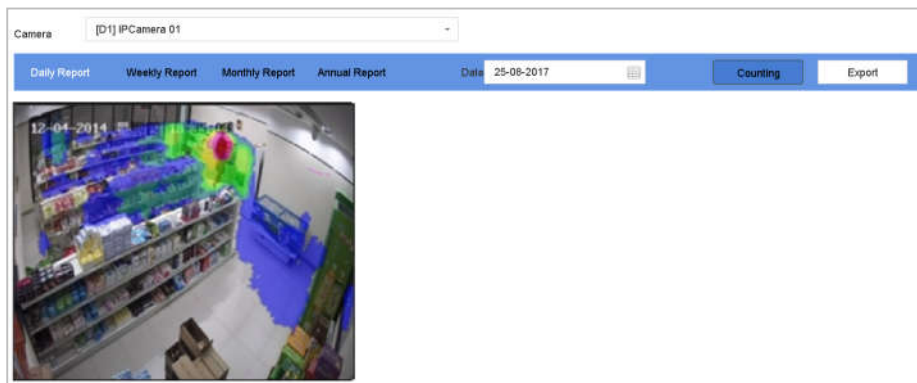 Camera [D1] IPCamera 01
Daily Report Weekly Report Monthly Report Annual Report Date 25-08-2017 Counting Export
12-04-2014